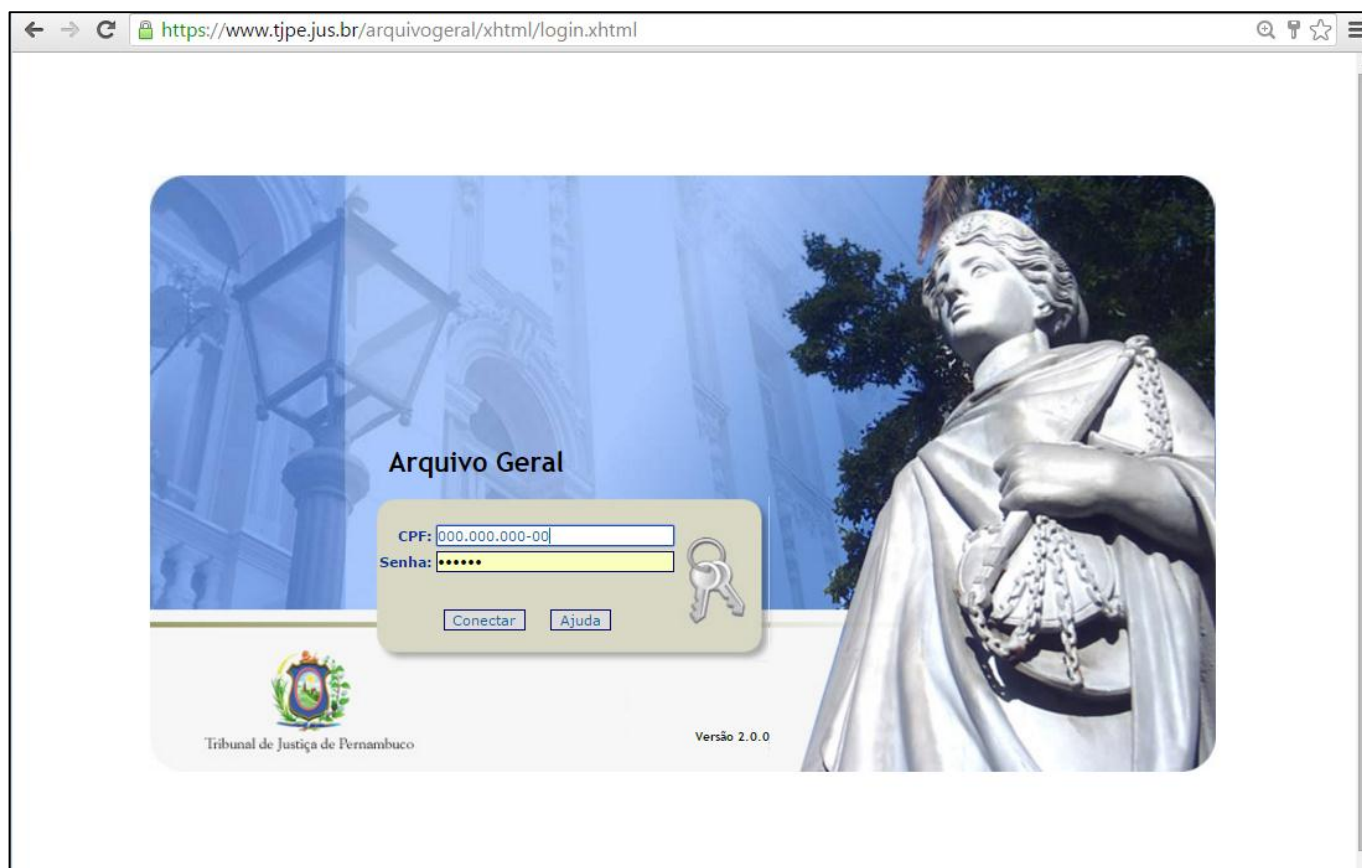 https://www.tjpe.jus.br/arquivogeral/xhtml/login.xhtml
Arquivo Geral
CPF: 000.000.000-00
Senha: ••••••
Conectar Ajuda
Tribunal de Justiça de Pernambuco
Versão 2.0.0